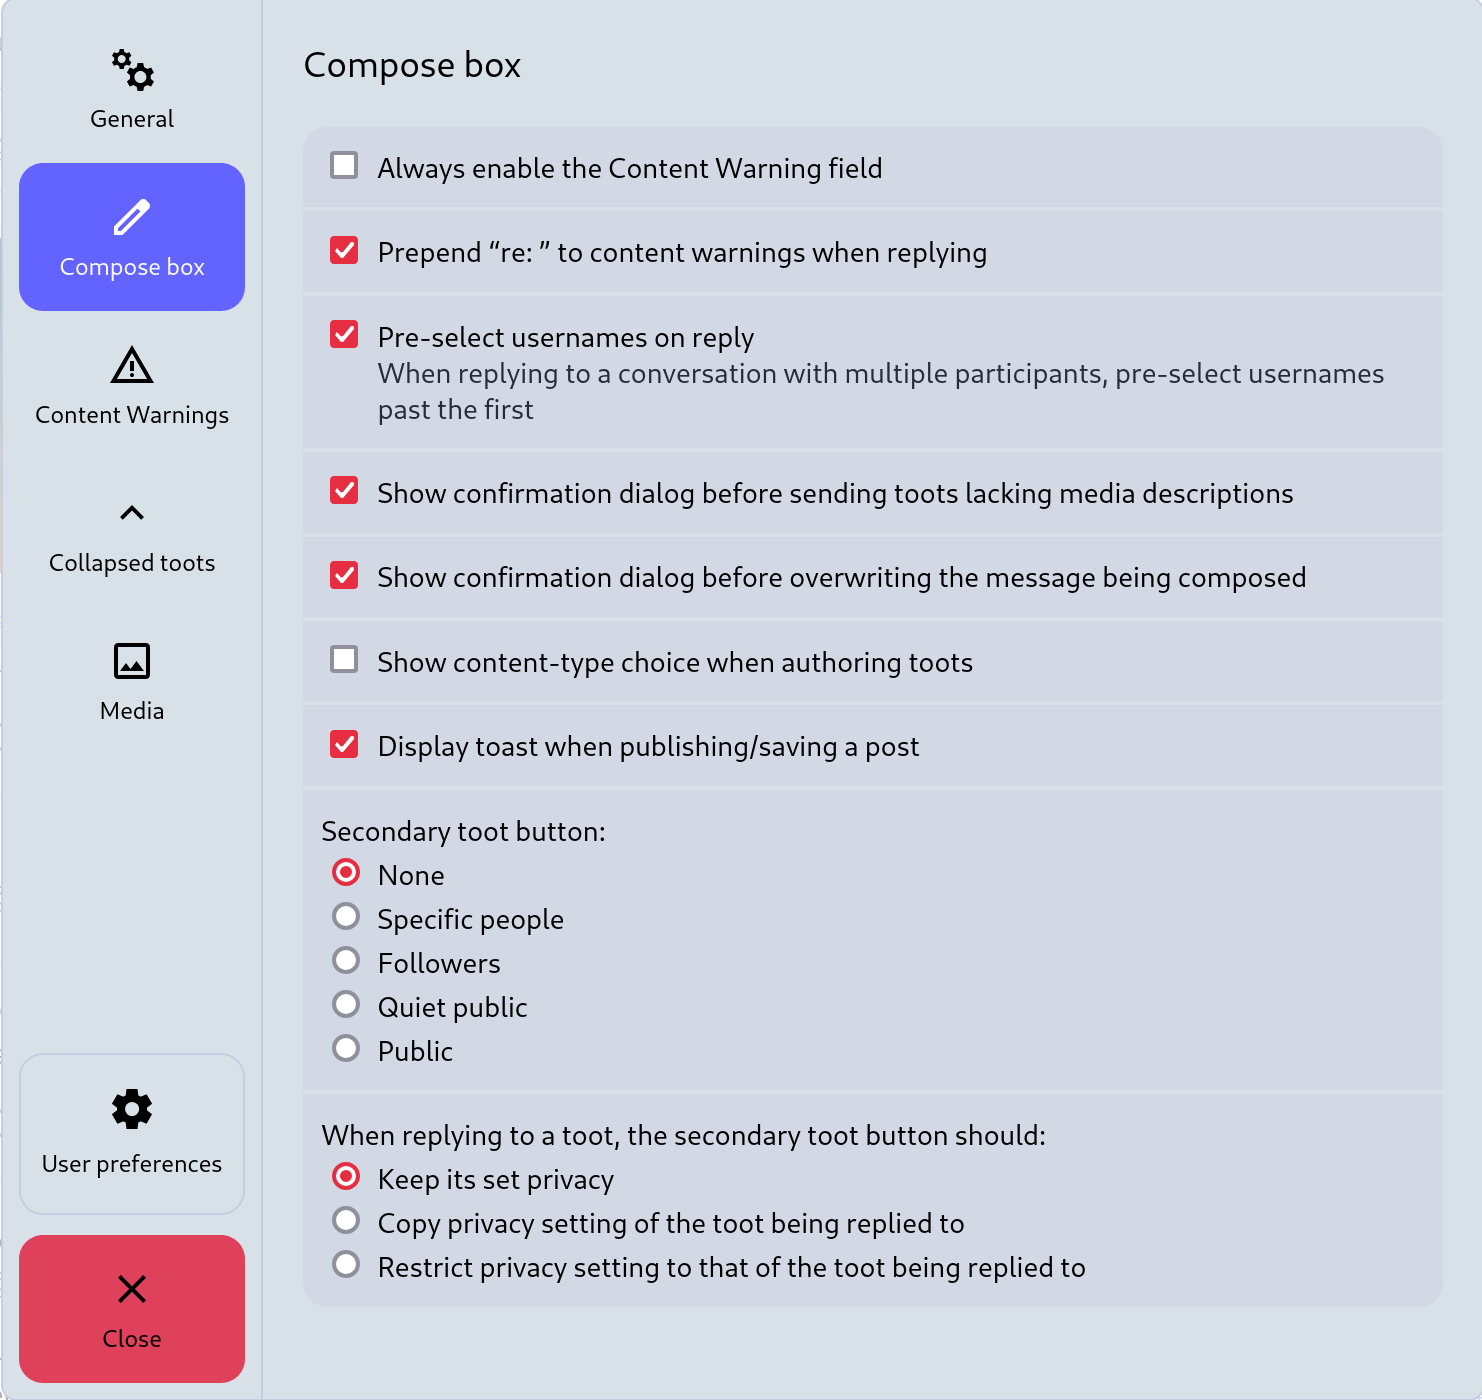 General
Compose box
Content Warnings
Collapsed toots
Media
User preferences
Close
Compose box
Always enable the Content Warning field
Prepend “re: ” to content warnings when replying
Pre-select usernames on reply
When replying to a conversation with multiple participants, pre-select usernames
past the first
Show confirmation dialog before sending toots lacking media descriptions
Show confirmation dialog before overwriting the message being composed
Show content-type choice when authoring toots
Display toast when publishing/saving a post
Secondary toot button:
None
Specific people
Followers
Quiet public
Public
When replying to a toot, the secondary toot button should:
Keep its set privacy
Copy privacy setting of the toot being replied to
Restrict privacy setting to that of the toot being replied to